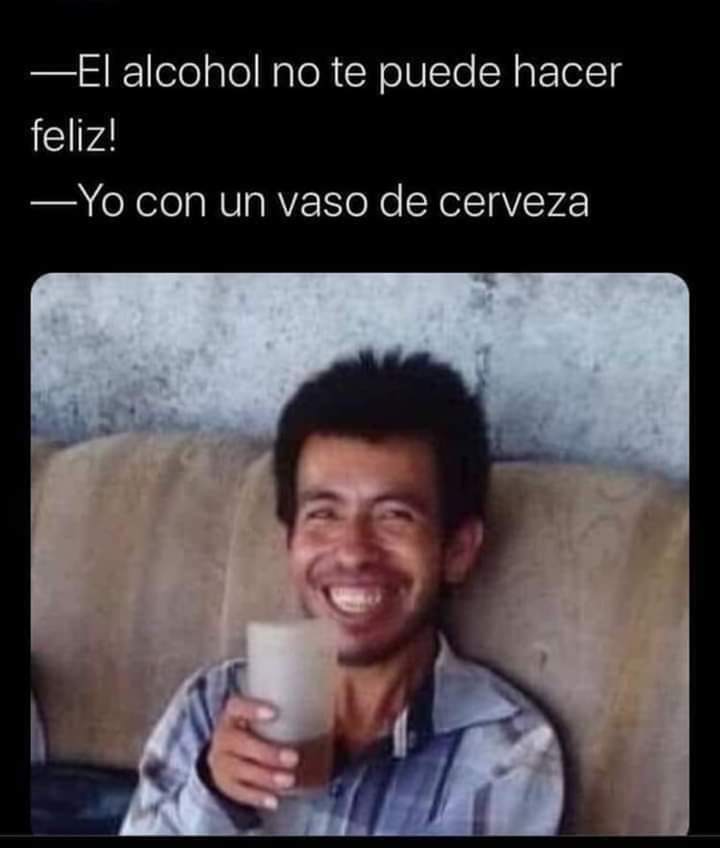 —El alcohol no te puede hacer
feliz!
—Yo con un vaso de cerveza